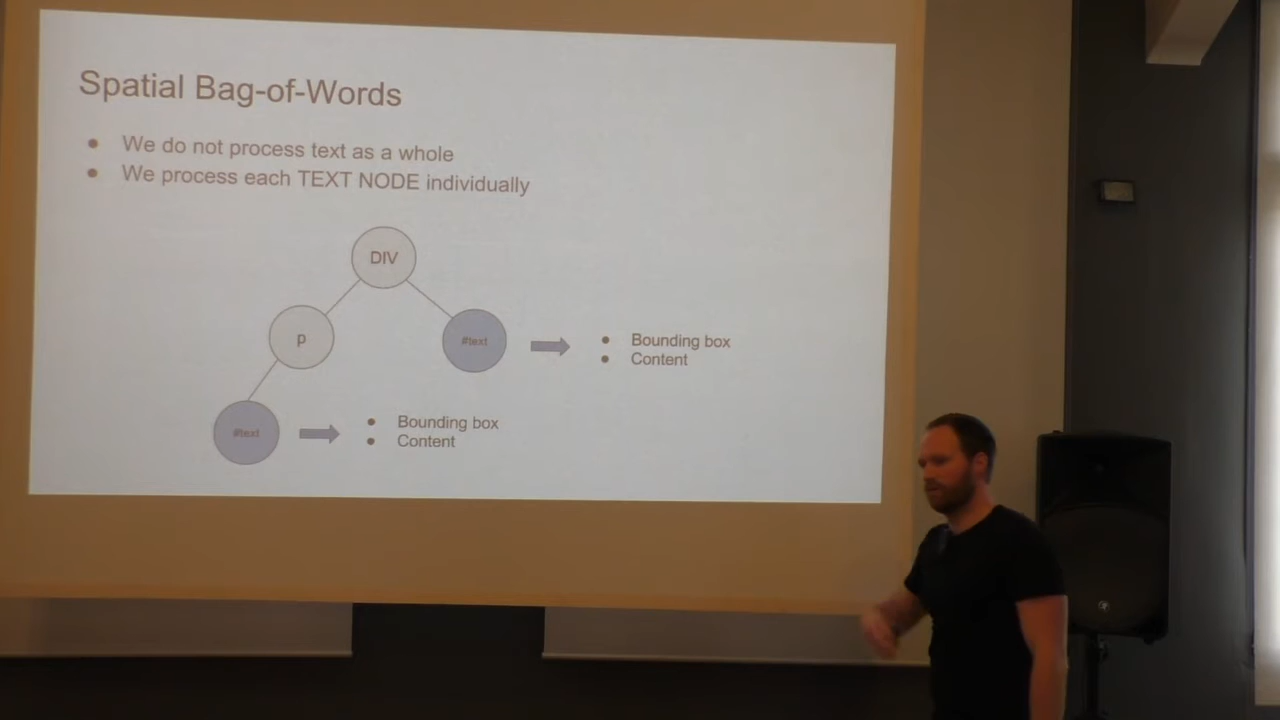 Spatial Bag-of-Words
● We do not process text as a whole
● We process each TEXT NODE individually
DIV
p
#text
● Bounding box
● Content
#text
● Bounding box
● Content